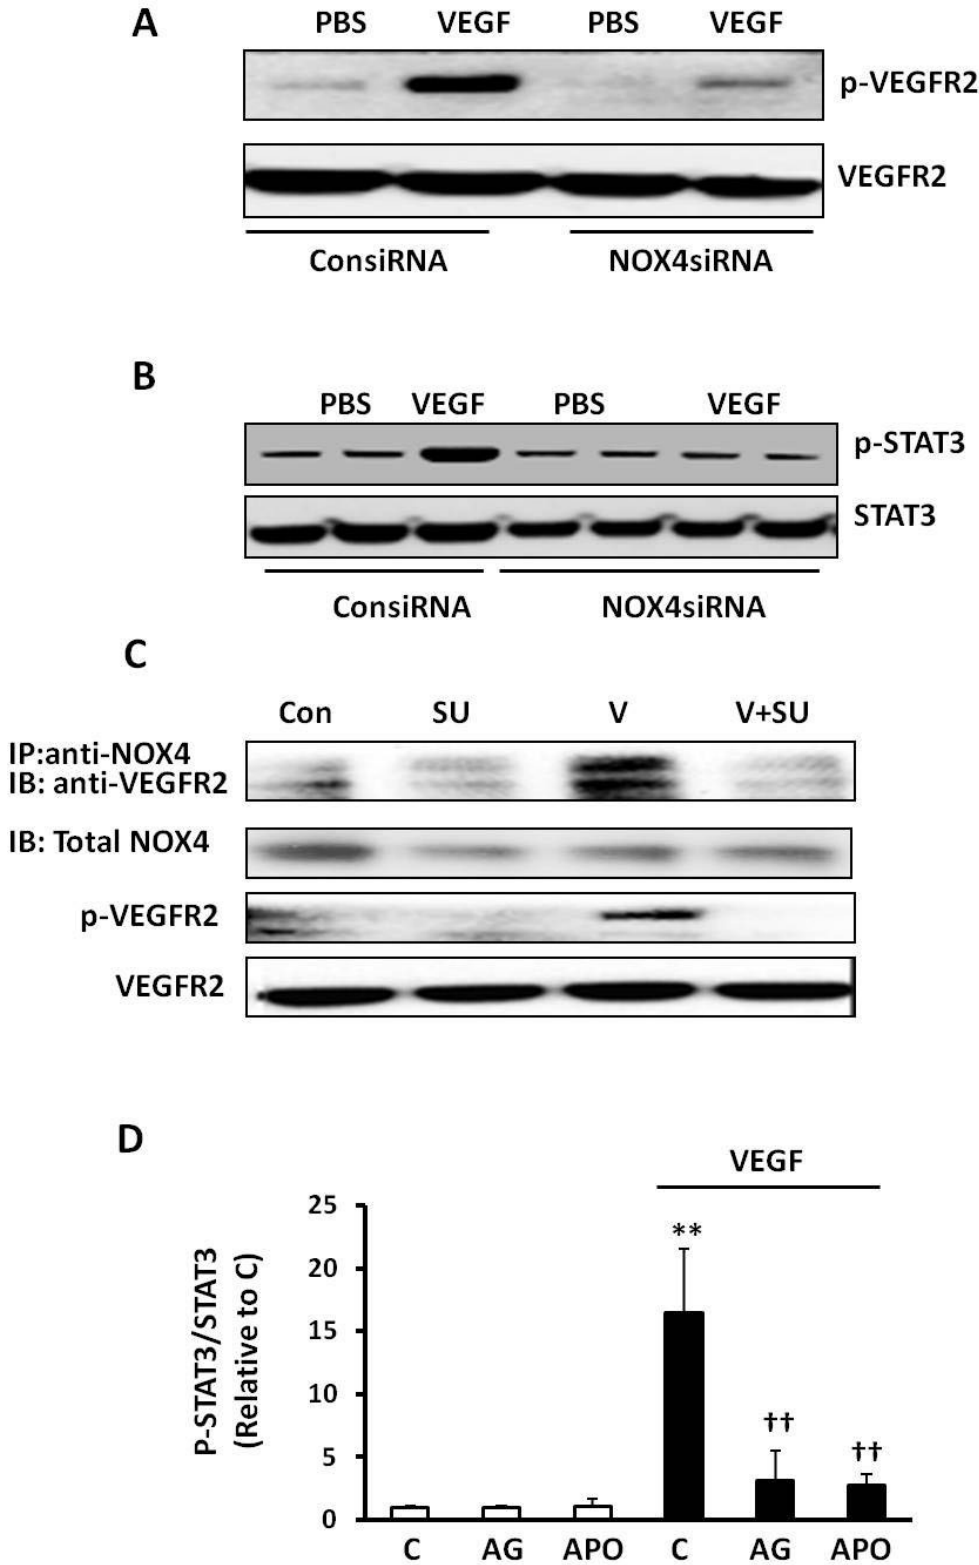 A
PBS VEGF PBS VEGF
p-VEGFR2
VEGFR2
ConsiRNA NOX4siRNA
B
PBS VEGF PBS VEGF
p-STAT3
STAT3
ConsiRNA NOX4siRNA
C
Con SU V V+SU
IP:anti-NOX4
IB: anti-VEGFR2
IB: Total NOX4
p-VEGFR2
VEGFR2
D
VEGF
P-STAT3/STAT3
(Relative to C)
25
20
15
10
5
0
**
††
††
C AG APO C AG APO